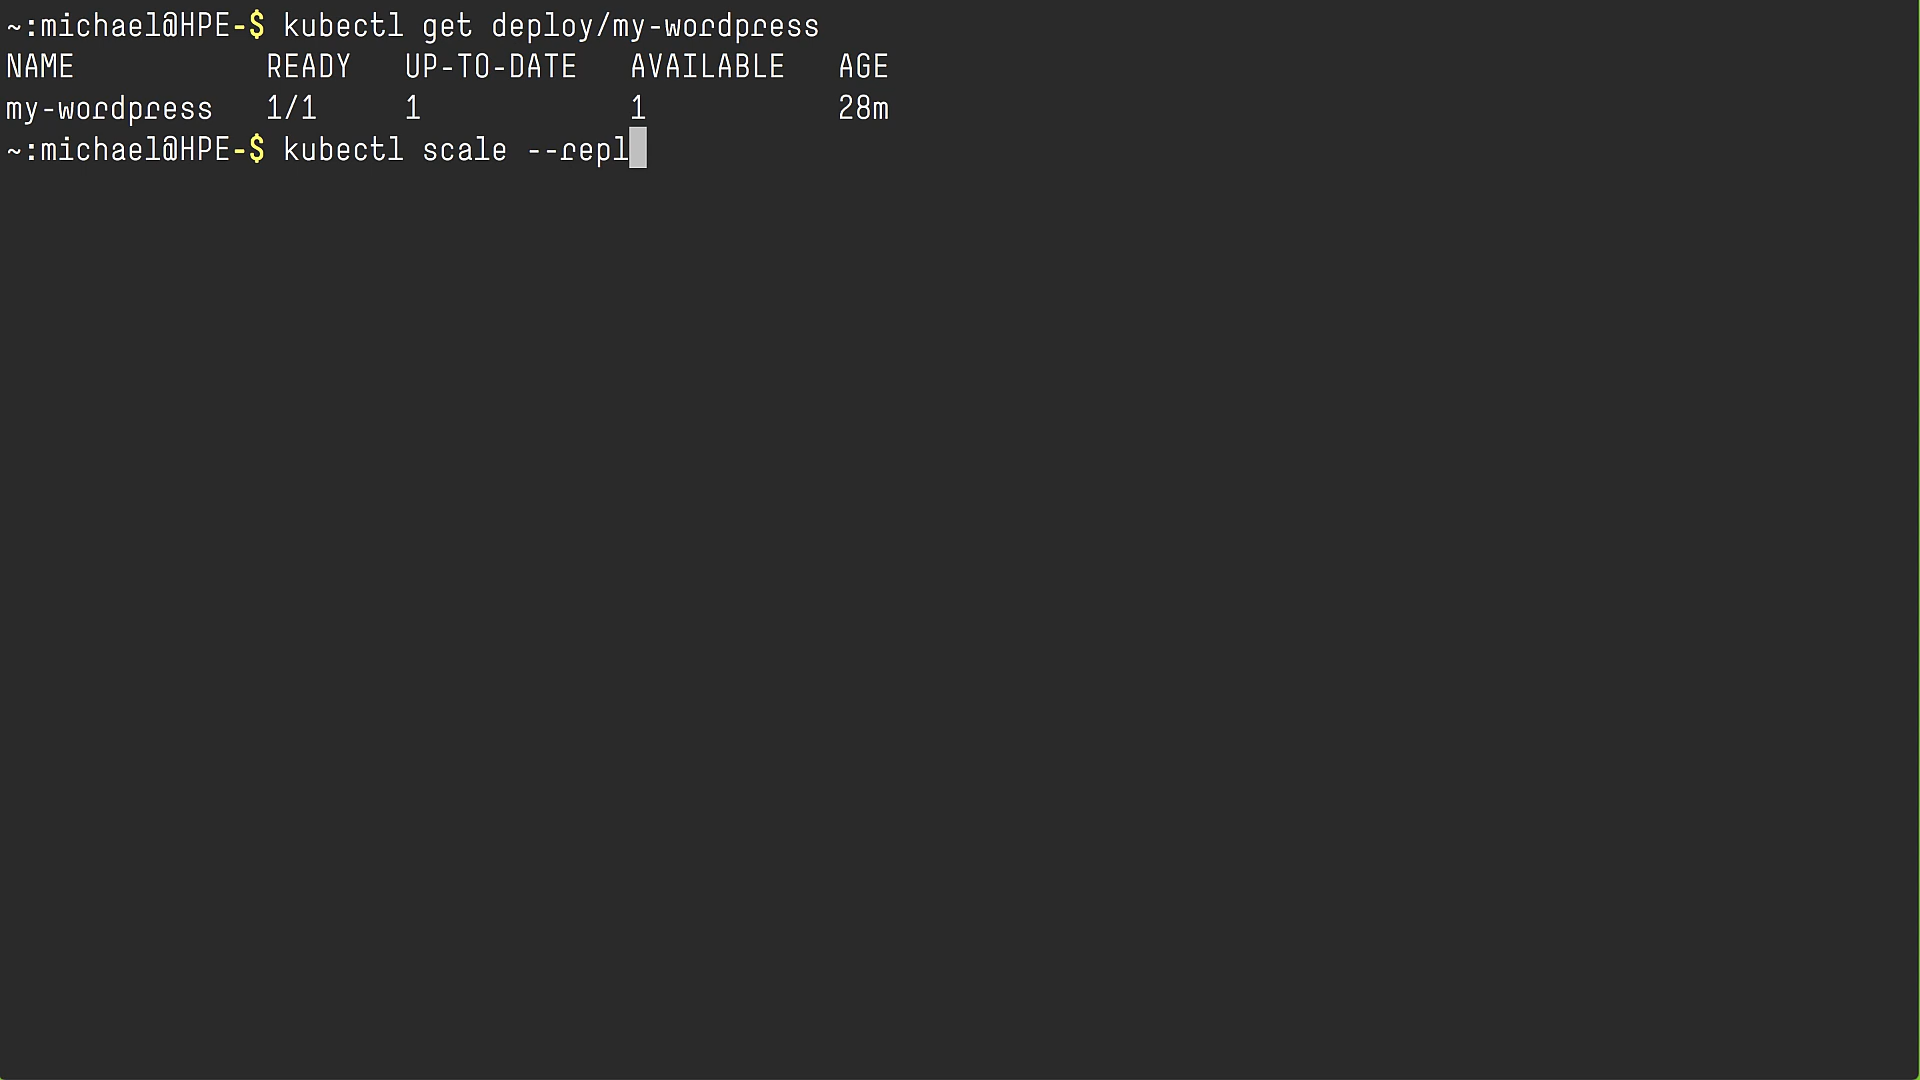 ~:michael@HPE-$ kubectl get deploy/my-wordpress
NAME           READY   UP-TO-DATE   AVAILABLE   AGE
my-wordpress   1/1     1            1           28m
~:michael@HPE-$ kubectl scale --repl